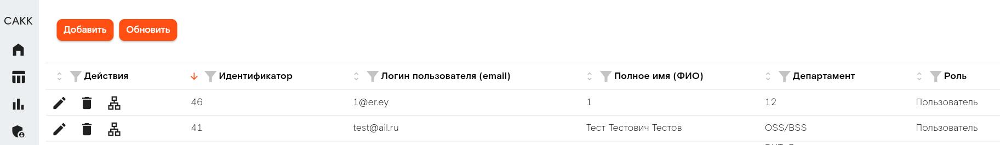 САКК
Добавить Обновить
Действия Идентификатор Логин пользователя (email) Полное имя (ФИО) Департамент Роль
46 1@er.ey 1 12 Пользователь
41 test@ail.ru Тест Тестович Тестов OSS/BSS Пользователь